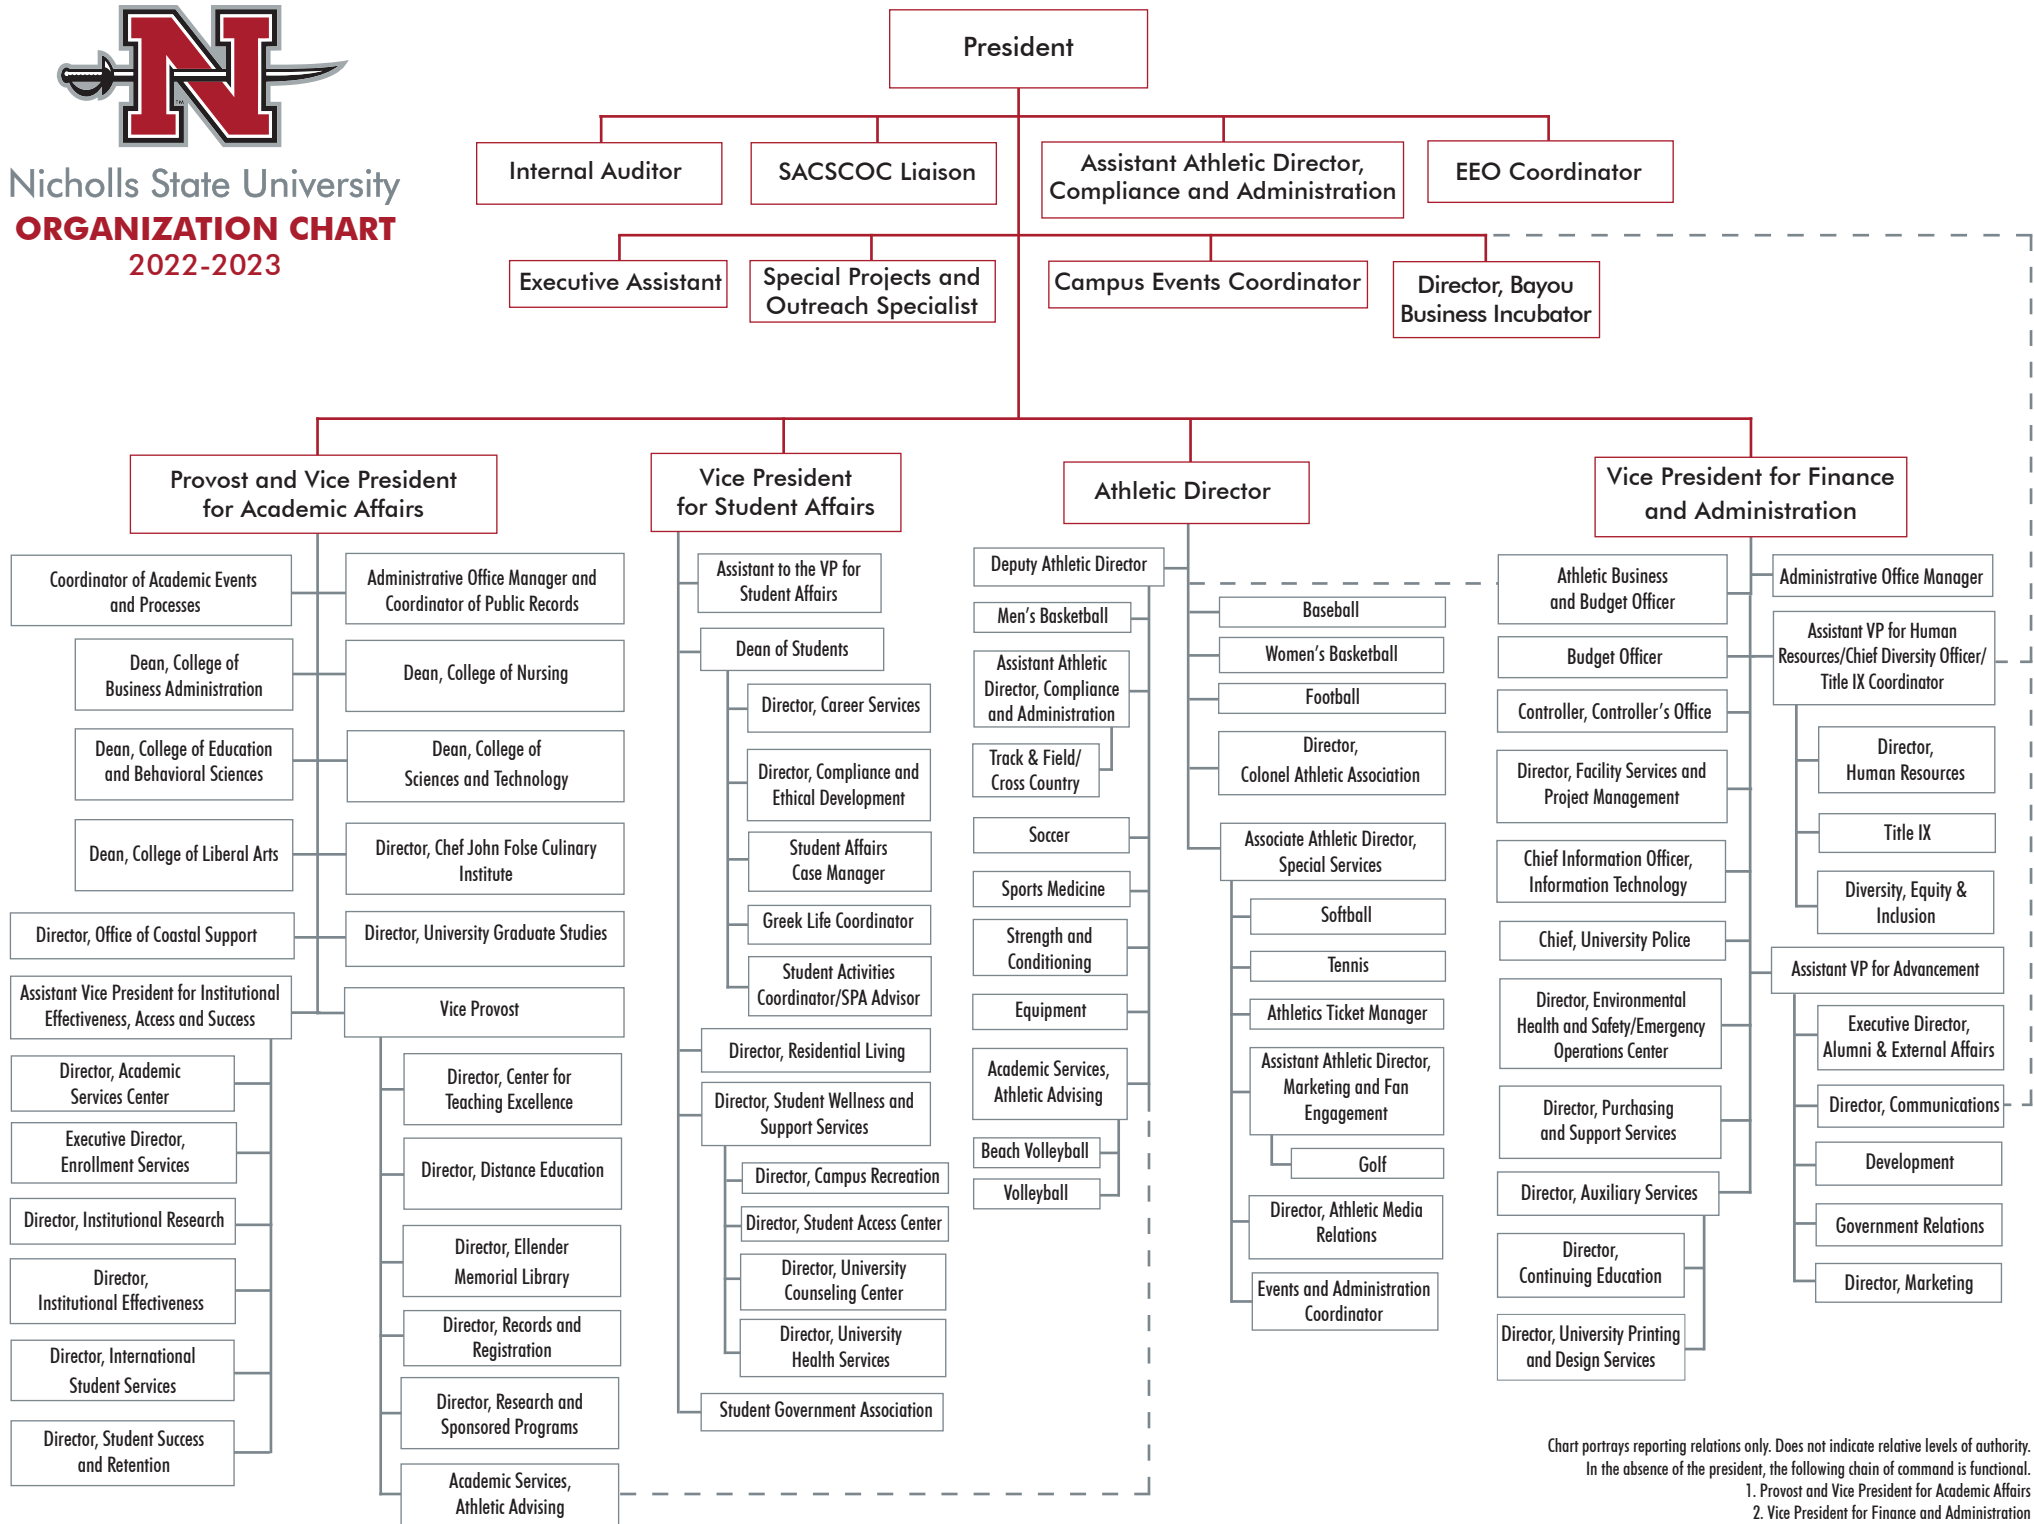 President
N
™
Nicholls State University
ORGANIZATION CHART
2022-2023
Internal Auditor
SACSCOC Liaison
Assistant Athletic Director,
Compliance and Administration
EEO Coordinator
Executive Assistant
Special Projects and
Outreach Specialist
Campus Events Coordinator
Director, Bayou
Business Incubator
Provost and Vice President
for Academic Affairs
Coordinator of Academic Events
and Processes
Administrative Office Manager and
Coordinator of Public Records
Dean, College of
Business Administration
Dean, College of Nursing
Dean, College of Education
and Behavioral Sciences
Dean, College of
Sciences and Technology
Dean, College of Liberal Arts
Director, Chef John Folse Culinary
Institute
Director, Office of Coastal Support
Director, University Graduate Studies
Assistant Vice President for Institutional
Effectiveness, Access and Success
Director, Academic
Services Center
Executive Director,
Enrollment Services
Director, Institutional Research
Director,
Institutional Effectiveness
Director, International
Student Services
Director, Student Success
and Retention
Vice Provost
Director, Center for
Teaching Excellence
Director, Distance Education
Director, Ellender
Memorial Library
Director, Records and
Registration
Director, Research and
Sponsored Programs
Academic Services,
Athletic Advising
Vice President
for Student Affairs
Assistant to the VP for
Student Affairs
Dean of Students
Director, Career Services
Director, Compliance and
Ethical Development
Student Affairs
Case Manager
Greek Life Coordinator
Student Activities
Coordinator/SPA Advisor
Director, Residential Living
Director, Student Wellness and
Support Services
Director, Campus Recreation
Director, Student Access Center
Director, University
Counseling Center
Director, University
Health Services
Student Government Association
Athletic Director
Deputy Athletic Director
Men's Basketball
Assistant Athletic
Director, Compliance
and Administration
Track & Field/
Cross Country
Soccer
Sports Medicine
Strength and
Conditioning
Equipment
Academic Services,
Athletic Advising
Beach Volleyball
Volleyball
Baseball
Women's Basketball
Football
Director,
Colonel Athletic Association
Associate Athletic Director,
Special Services
Softball
Tennis
Athletics Ticket Manager
Assistant Athletic Director,
Marketing and Fan
Engagement
Golf
Director, Athletic Media
Relations
Events and Administration
Coordinator
Vice President for Finance
and Administration
Athletic Business
and Budget Officer
Budget Officer
Controller, Controller's Office
Director, Facility Services and
Project Management
Chief Information Officer,
Information Technology
Chief, University Police
Director, Environmental
Health and Safety/Emergency
Operations Center
Director, Purchasing
and Support Services
Director, Auxiliary Services
Director,
Continuing Education
Director, University Printing
and Design Services
Administrative Office Manager
Assistant VP for Human
Resources/Chief Diversity Officer/
Title IX Coordinator
Director,
Human Resources
Title IX
Diversity, Equity &
Inclusion
Assistant VP for Advancement
Executive Director,
Alumni & External Affairs
Director, Communications
Development
Government Relations
Director, Marketing
Chart portrays reporting relations only. Does not indicate relative levels of authority.
In the absence of the president, the following chain of command is functional.
1. Provost and Vice President for Academic Affairs
2. Vice President for Finance and Administration